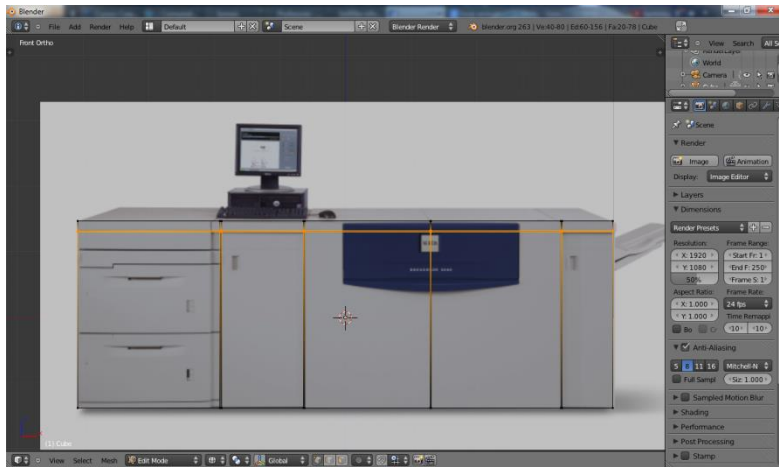 Blender
File Add Render Help Default Scene Blender Render blender.org 263 | Ve:40-80 | Ed:60-156 | Fa:20-78 | Cube
Front Ortho
View Search All S
World
Camera
Scene
Render
Image Animation
Display: Image Editor
Layers
Dimensions
Render Presets
Resolution: Frame Range:
X: 1920 Start Fr: 1
Y: 1080 End F: 250
50% Frame S: 1
Aspect Ratio: Frame Rate:
X: 1.000 24 fps
Y: 1.000 Time Remappi
Bo 10 10
Anti-Aliasing
5 8 11 16 Mitchell-N
Full Sampl Siz: 1.000
Sampled Motion Blur
Shading
Performance
Post Processing
Stamp
(1) Cube
View Select Mesh Edit Mode Global